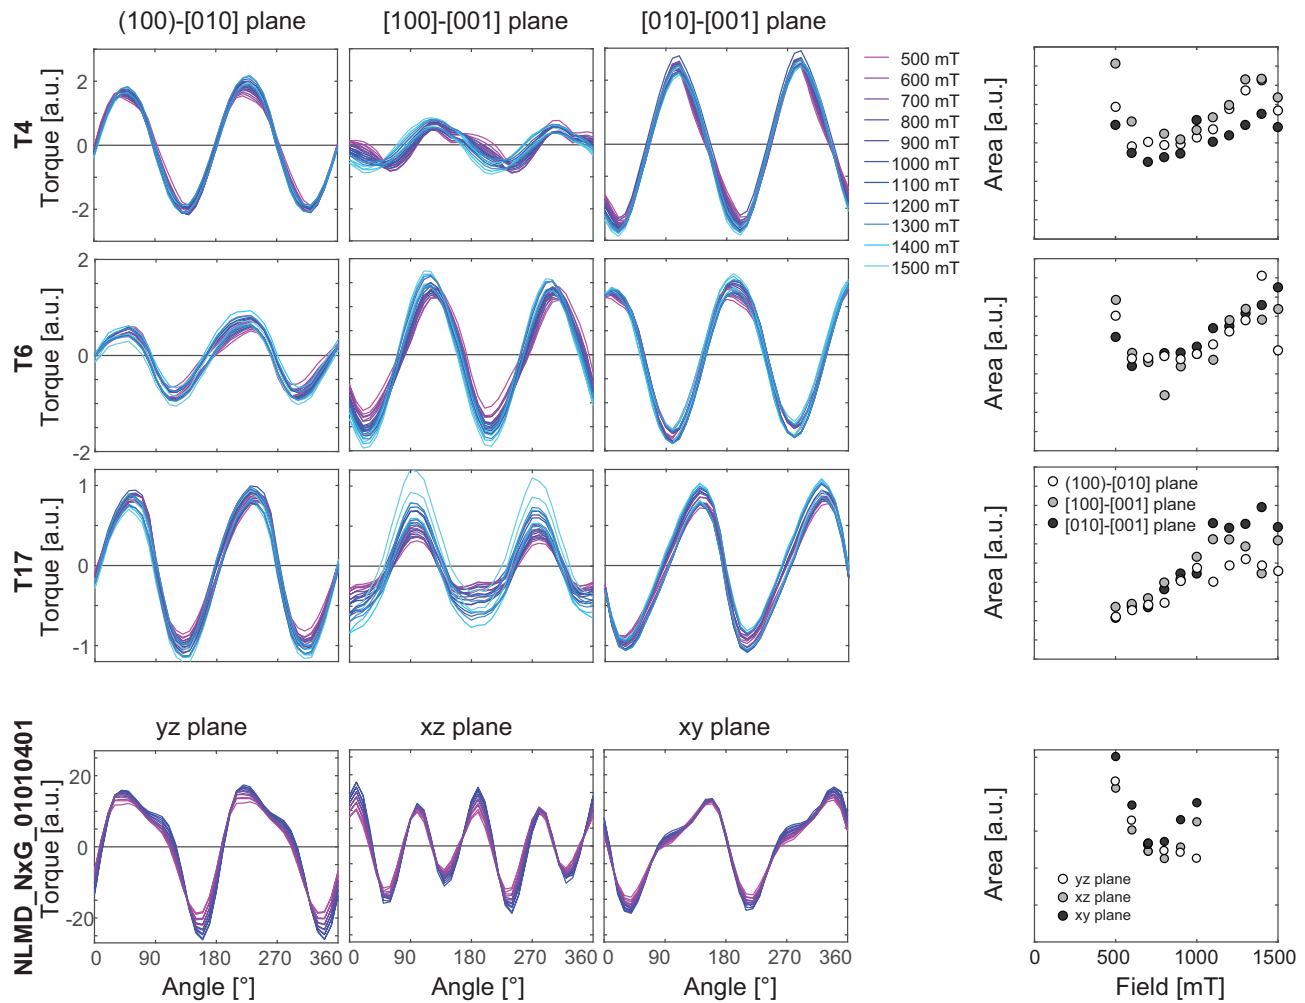 (100)-[010] plane
[100]-[001] plane
[010]-[001] plane
T4
Torque [a.u.]
2
0
-2
500 mT
600 mT
700 mT
800 mT
900 mT
1000 mT
1100 mT
1200 mT
1300 mT
1400 mT
1500 mT
Area [a.u.]
T6
Torque [a.u.]
2
0
-2
Area [a.u.]
T17
Torque [a.u.]
1
0
-1
Area [a.u.]
(100)-[010] plane
[100]-[001] plane
[010]-[001] plane
yz plane
xz plane
xy plane
NLMD_NxG_01010401
Torque [a.u.]
20
0
-20
0 90 180 270 360
0 90 180 270 360
0 90 180 270 360
Angle [°]
Angle [°]
Angle [°]
Area [a.u.]
yz plane
xz plane
xy plane
0 500 1000 1500
Field [mT]